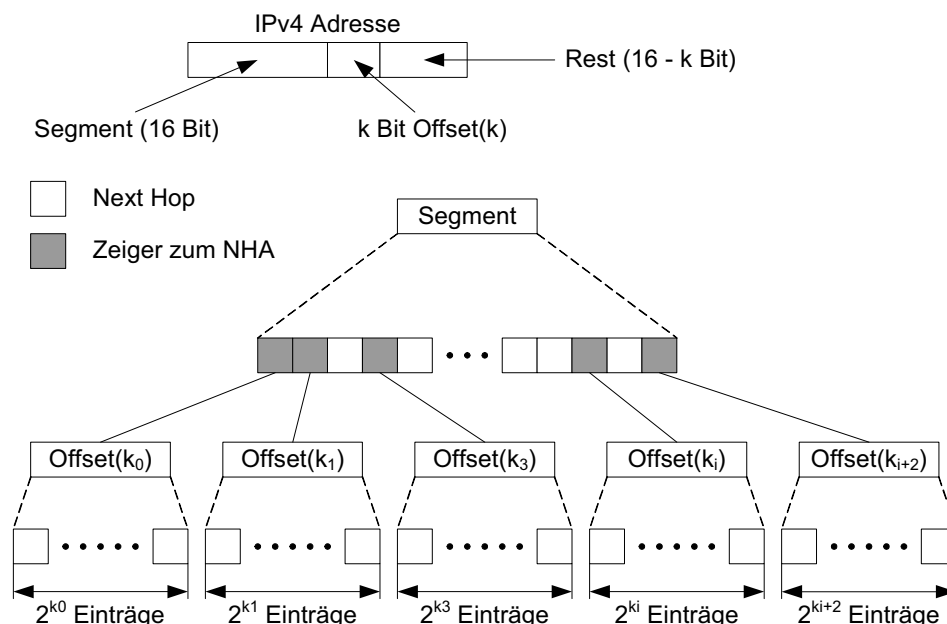 IPv4 Adresse
Rest (16 - k Bit)
Segment (16 Bit)
k Bit Offset(k)
Next Hop
Zeiger zum NHA
Segment
Offset(k₀)
Offset(k₁)
Offset(k₃)
Offset(kᵢ)
Offset(kᵢ₊₂)
2ᵏ⁰ Einträge
2ᵏ¹ Einträge
2ᵏ³ Einträge
2ᵏⁱ Einträge
2ᵏⁱ⁺² Einträge